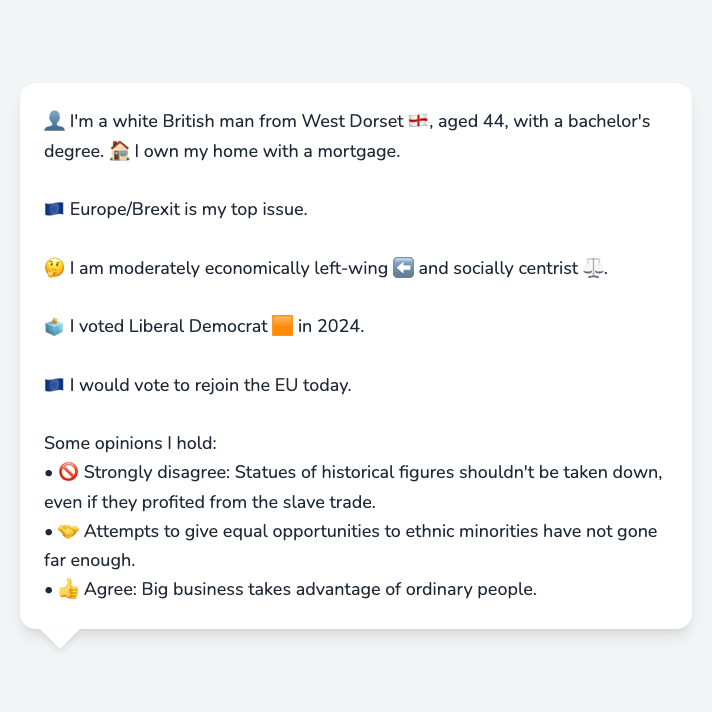 👤 I'm a white British man from West Dorset 🏴󠁧󠁢󠁥󠁮󠁧󠁿, aged 44, with a bachelor's
degree. 🏠 I own my home with a mortgage.
🇪🇺 Europe/Brexit is my top issue.
🤔 I am moderately economically left-wing ⬅️ and socially centrist ⚖️.
🗳️ I voted Liberal Democrat 🟧 in 2024.
🇪🇺 I would vote to rejoin the EU today.
Some opinions I hold:
• 🚫 Strongly disagree: Statues of historical figures shouldn't be taken down,
even if they profited from the slave trade.
• 🤝 Attempts to give equal opportunities to ethnic minorities have not gone
far enough.
• 👍 Agree: Big business takes advantage of ordinary people.